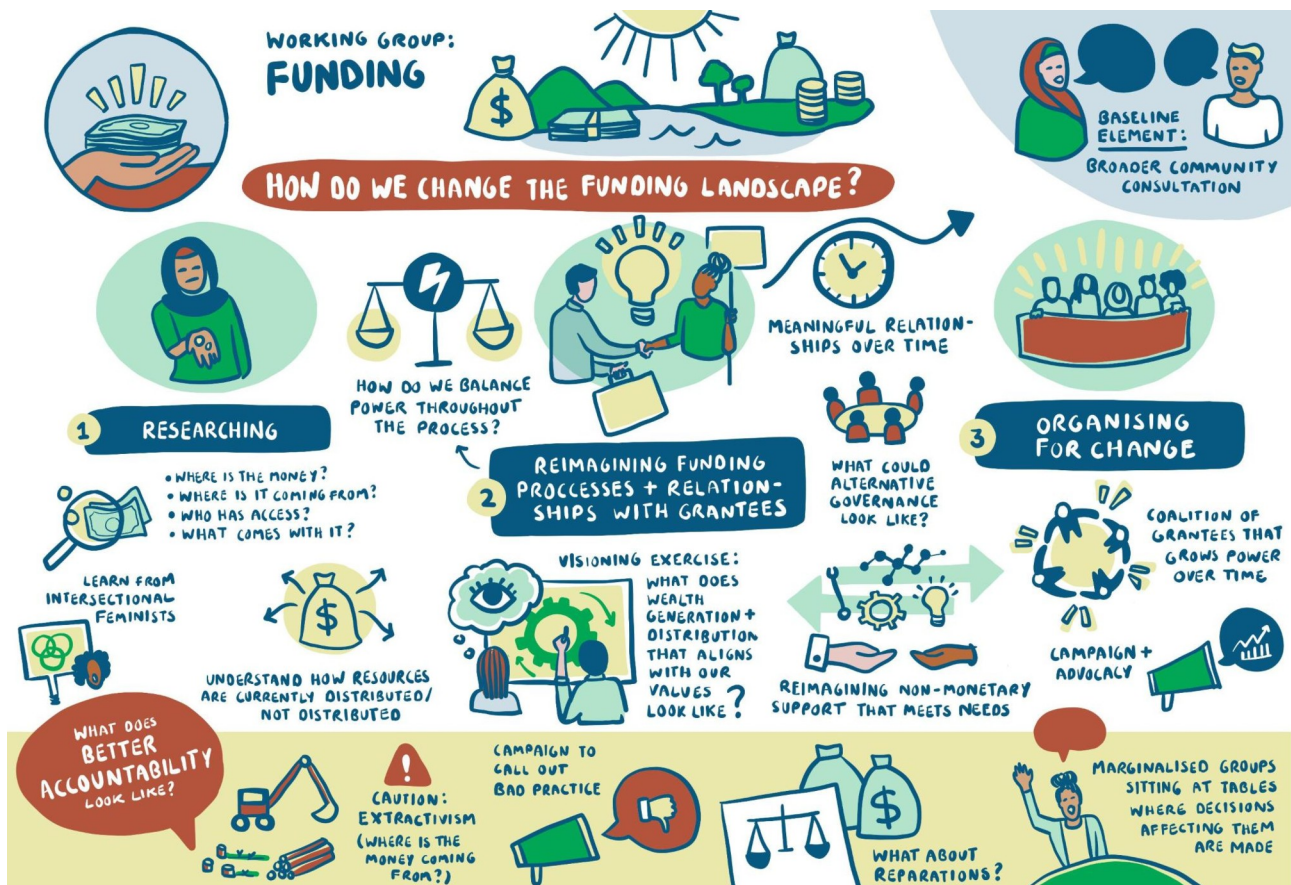 WORKING GROUP:
FUNDING
BASELINE
ELEMENT:
BROADER COMMUNITY
CONSULTATION
HOW DO WE CHANGE THE FUNDING LANDSCAPE?
1
RESEARCHING
• WHERE IS THE MONEY?
• WHERE IS IT COMING FROM?
• WHO HAS ACCESS?
• WHAT COMES WITH IT?
LEARN FROM
INTERSECTIONAL
FEMINISTS
$
UNDERSTAND HOW RESOURCES
ARE CURRENTLY DISTRIBUTED/
NOT DISTRIBUTED
HOW DO WE BALANCE
POWER THROUGHOUT
THE PROCESS?
2
REIMAGINING FUNDING
PROCCESSES + RELATION-
SHIPS WITH GRANTEES
MEANINGFUL RELATION-
SHIPS OVER TIME
WHAT COULD
ALTERNATIVE
GOVERNANCE
LOOK LIKE?
VISIONING EXERCISE:
WHAT DOES
WEALTH
GENERATION +
DISTRIBUTION
THAT ALIGNS
WITH OUR
VALUES
LOOK LIKE?
REIMAGINING NON-MONETARY
SUPPORT THAT MEETS NEEDS
3
ORGANISING
FOR CHANGE
COALITION OF
GRANTEES THAT
GROWS POWER
OVER TIME
CAMPAIGN +
ADVOCACY
WHAT DOES
BETTER
ACCOUNTABILITY
LOOK LIKE?
!
CAUTION:
EXTRACTIVISM
(WHERE IS THE
MONEY COMING
FROM?)
CAMPAIGN TO
CALL OUT
BAD PRACTICE
$
WHAT ABOUT
REPARATIONS?
MARGINALISED GROUPS
SITTING AT TABLES
WHERE DECISIONS
AFFECTING THEM
ARE MADE